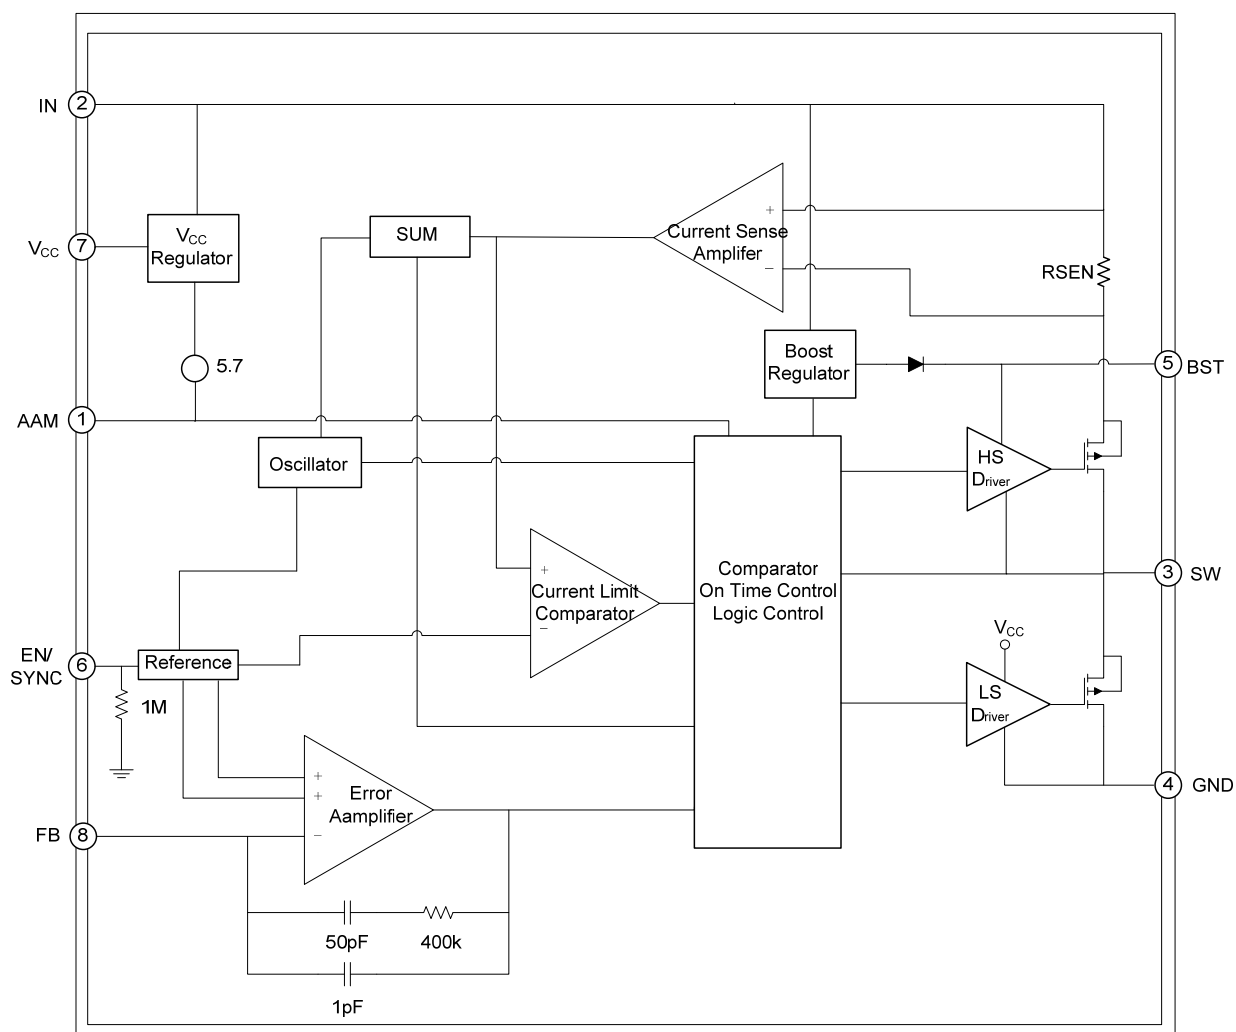 IN 2
VCC
Regulator
VCC 7
SUM
+
Current Sense
Amplifer
−
RSEN
5.7
Boost
Regulator
5 BST
AAM 1
Oscillator
HS
Driver
+
Current Limit
Comparator
−
Comparator
On Time Control
Logic Control
3 SW
VCC
EN/
SYNC
6
Reference
1M
LS
Driver
+
+
−
Error
Aamplifier
4 GND
FB 8
50pF 400k
1pF